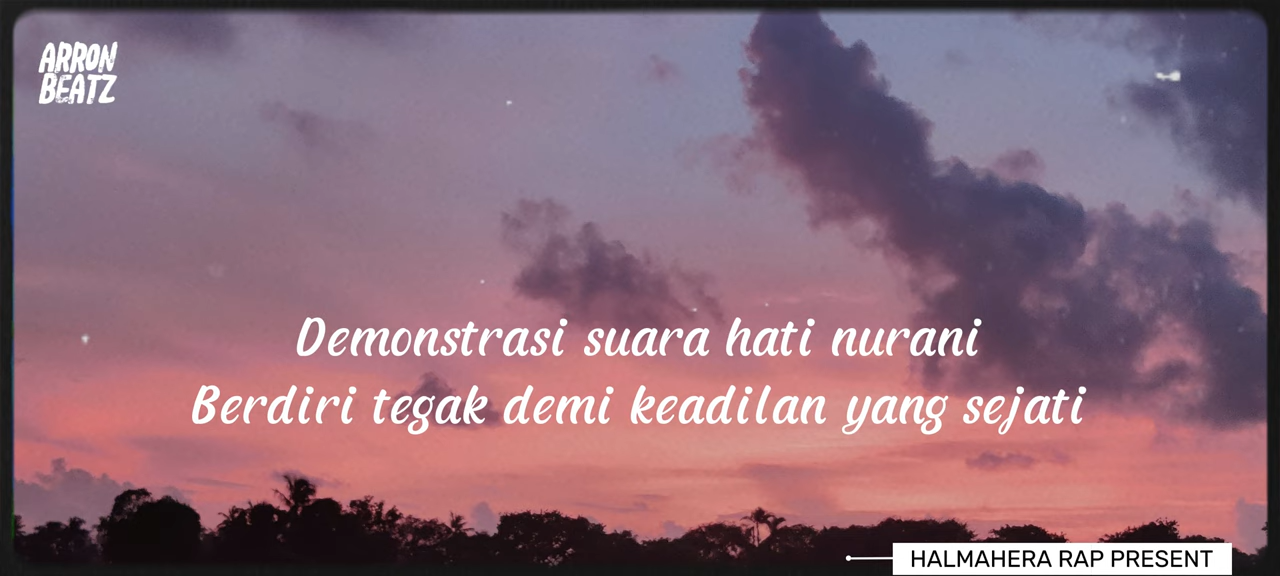 ARRON
BEATZ
Demonstrasi suara hati nurani
Berdiri tegak demi keadilan yang sejati
HALMAHERA RAP PRESENT